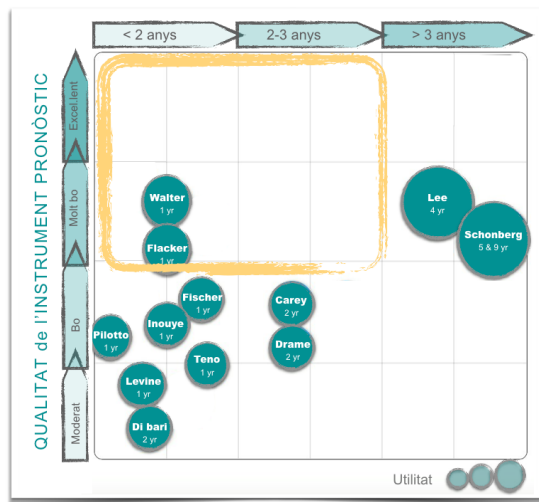 < 2 anys
2-3 anys
> 3 anys
QUALITAT de l'INSTRUMENT PRONÒSTIC
Excel.lent
Molt bo
Bo
Moderat
Walter
1 yr
Flacker
1 yr
Lee
4 yr
Schonberg
5 & 9 yr
Fischer
1 yr
Carey
2 yr
Inouye
1 yr
Pilotto
1 yr
Drame
2 yr
Teno
1 yr
Levine
1 yr
Di bari
2 yr
Utilitat